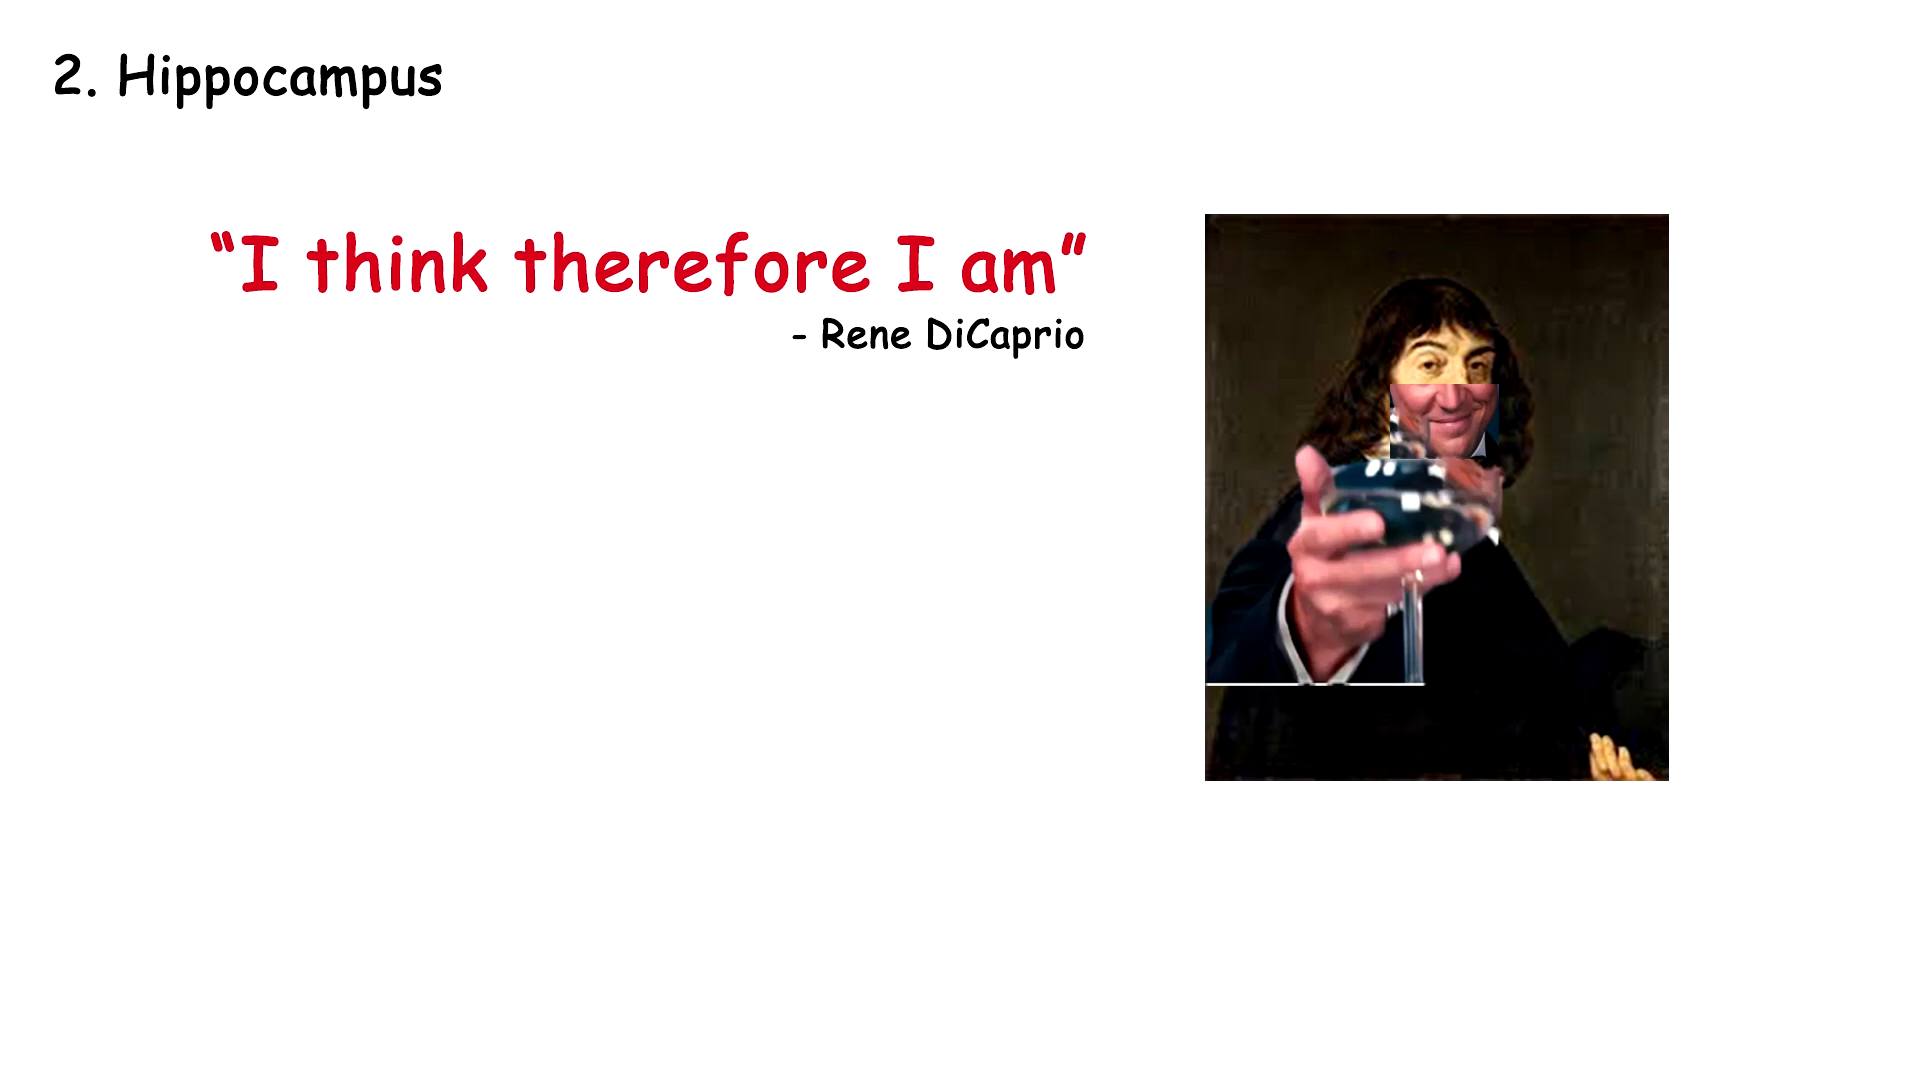 2. Hippocampus
“I think therefore I am”
- Rene DiCaprio